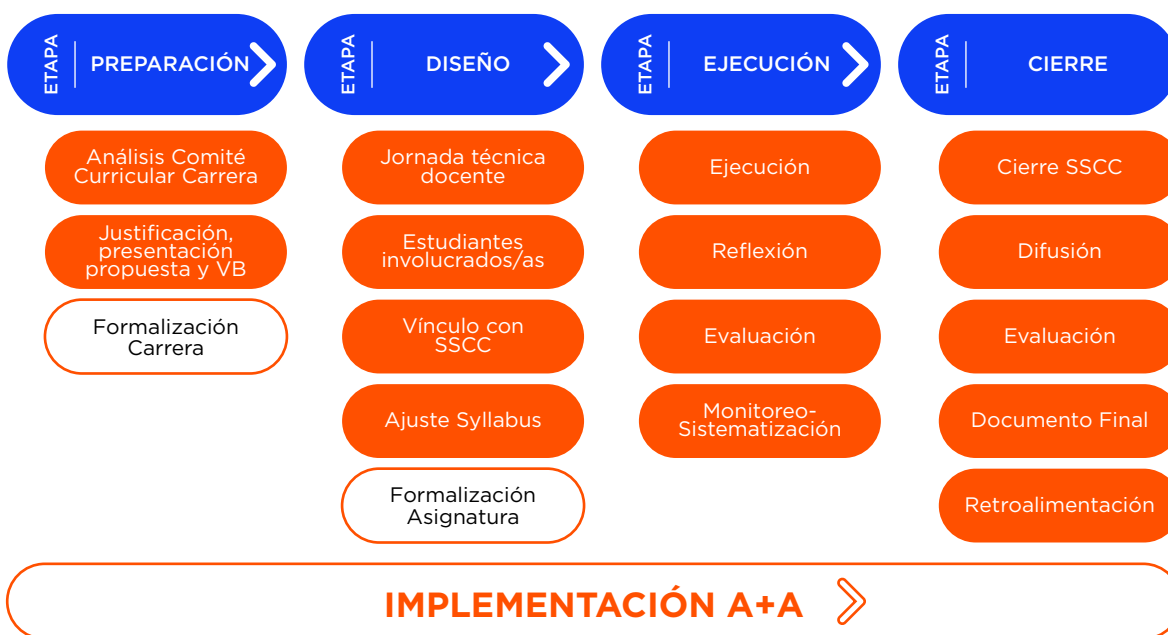 ETAPA
PREPARACIÓN
Análisis Comité
Curricular Carrera
Justificación,
presentación
propuesta y VB
Formalización
Carrera
ETAPA
DISEÑO
Jornada técnica
docente
Estudiantes
involucrados/as
Vínculo con
SSCC
Ajuste Syllabus
Formalización
Asignatura
ETAPA
EJECUCIÓN
Ejecución
Reflexión
Evaluación
Monitoreo-
Sistematización
ETAPA
CIERRE
Cierre SSCC
Difusión
Evaluación
Documento Final
Retroalimentación
IMPLEMENTACIÓN A+A